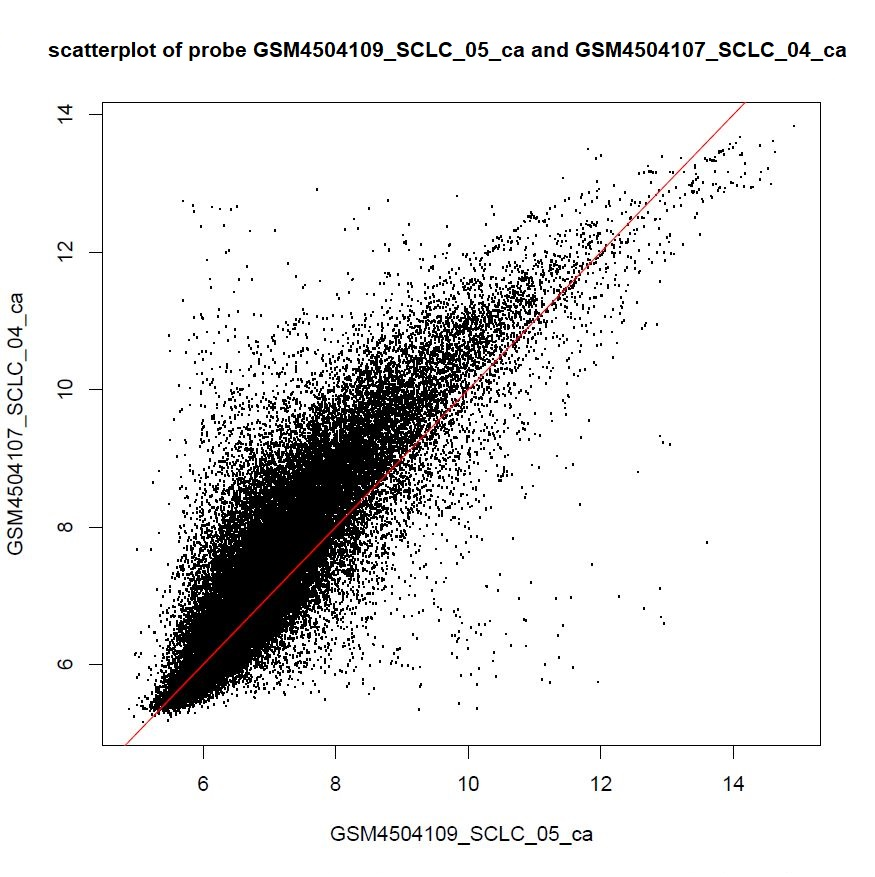 scatterplot of probe GSM4504109_SCLC_05_ca and GSM4504107_SCLC_04_ca
14
12
10
8
6
GSM4504107_SCLC_04_ca
6 8 10 12 14
GSM4504109_SCLC_05_ca